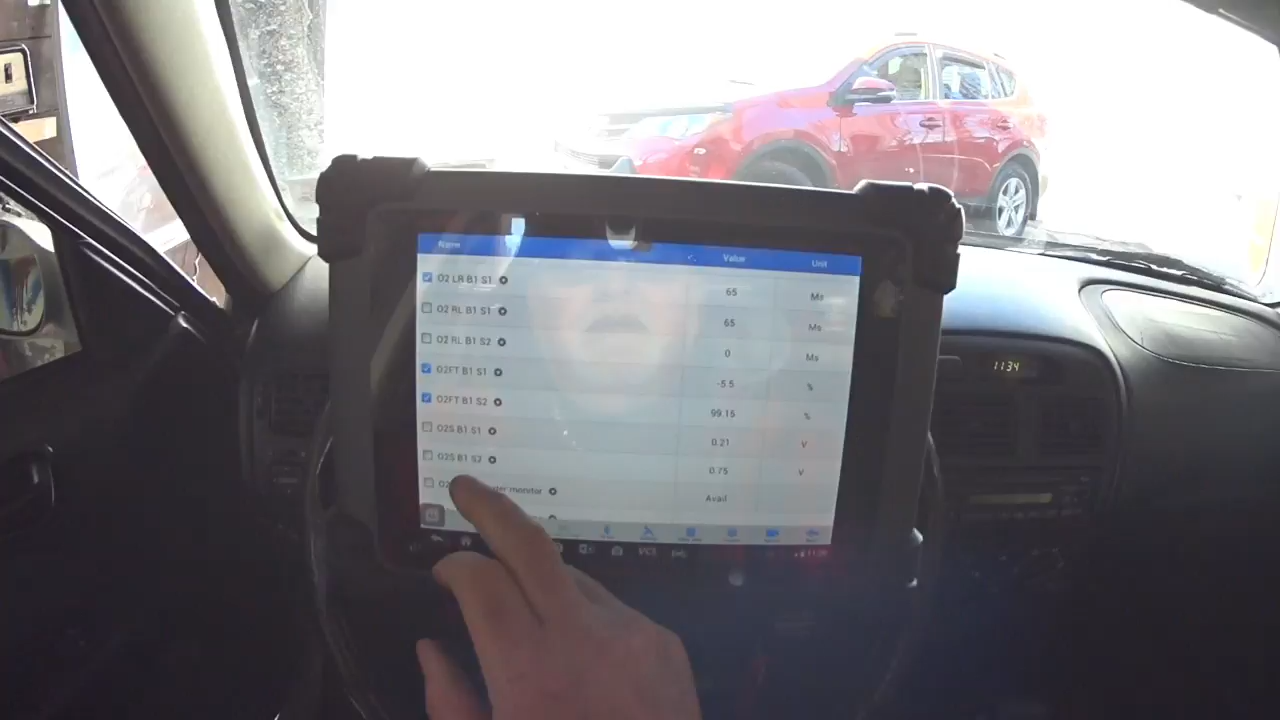 Name Value Unit
O2 LR B1 S1 65 Ms
O2 RL B1 S1 65 Ms
O2 RL B1 S2 0 Ms
O2FT B1 S1 -5.5 %
O2FT B1 S2 99.15 %
O2S B1 S1 0.21 V
O2S B1 S2 0.75 V
monitor Avail
VCI
1134